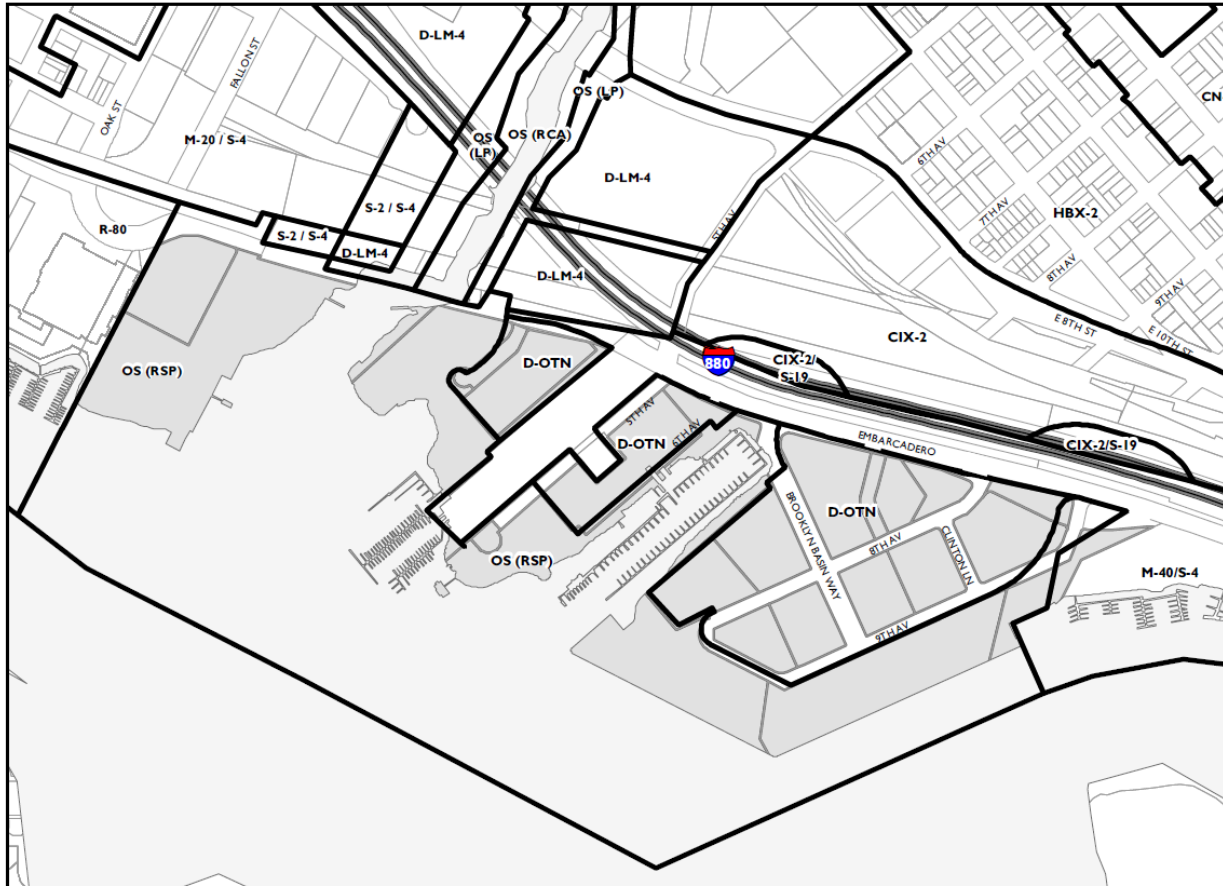 D-LM-4
FALLON ST
OAK ST
OS (LP)
CN
M-20 / S-4
OS
(LP)
OS (RCA)
6TH AV
D-LM-4
S-2 / S-4
7TH AV
HBX-2
R-80
S-2 / S-4
5TH AV
D-LM-4
D-LM-4
8TH AV
9TH AV
E 8TH ST
E 10TH ST
CIX-2
880
CIX-2/
S-19
D-OTN
OS (RSP)
5TH AV
6TH AV
D-OTN
EMBARCADERO
CIX-2/S-19
BROOKLYN BASIN WAY
D-OTN
8TH AV
CLINTON LN
OS (RSP)
M-40/S-4
9TH AV